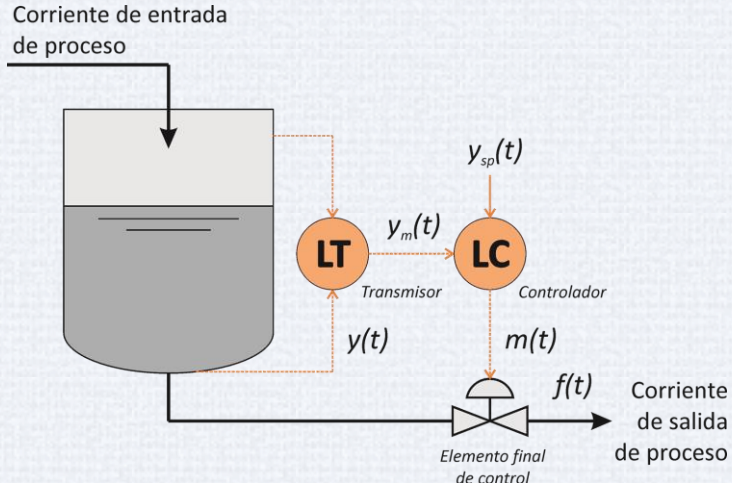 Corriente de entrada
de proceso
y_sp(t)
y_m(t)
LT
LC
Transmisor
Controlador
y(t)
m(t)
f(t)
Corriente
de salida
de proceso
Elemento final
de control